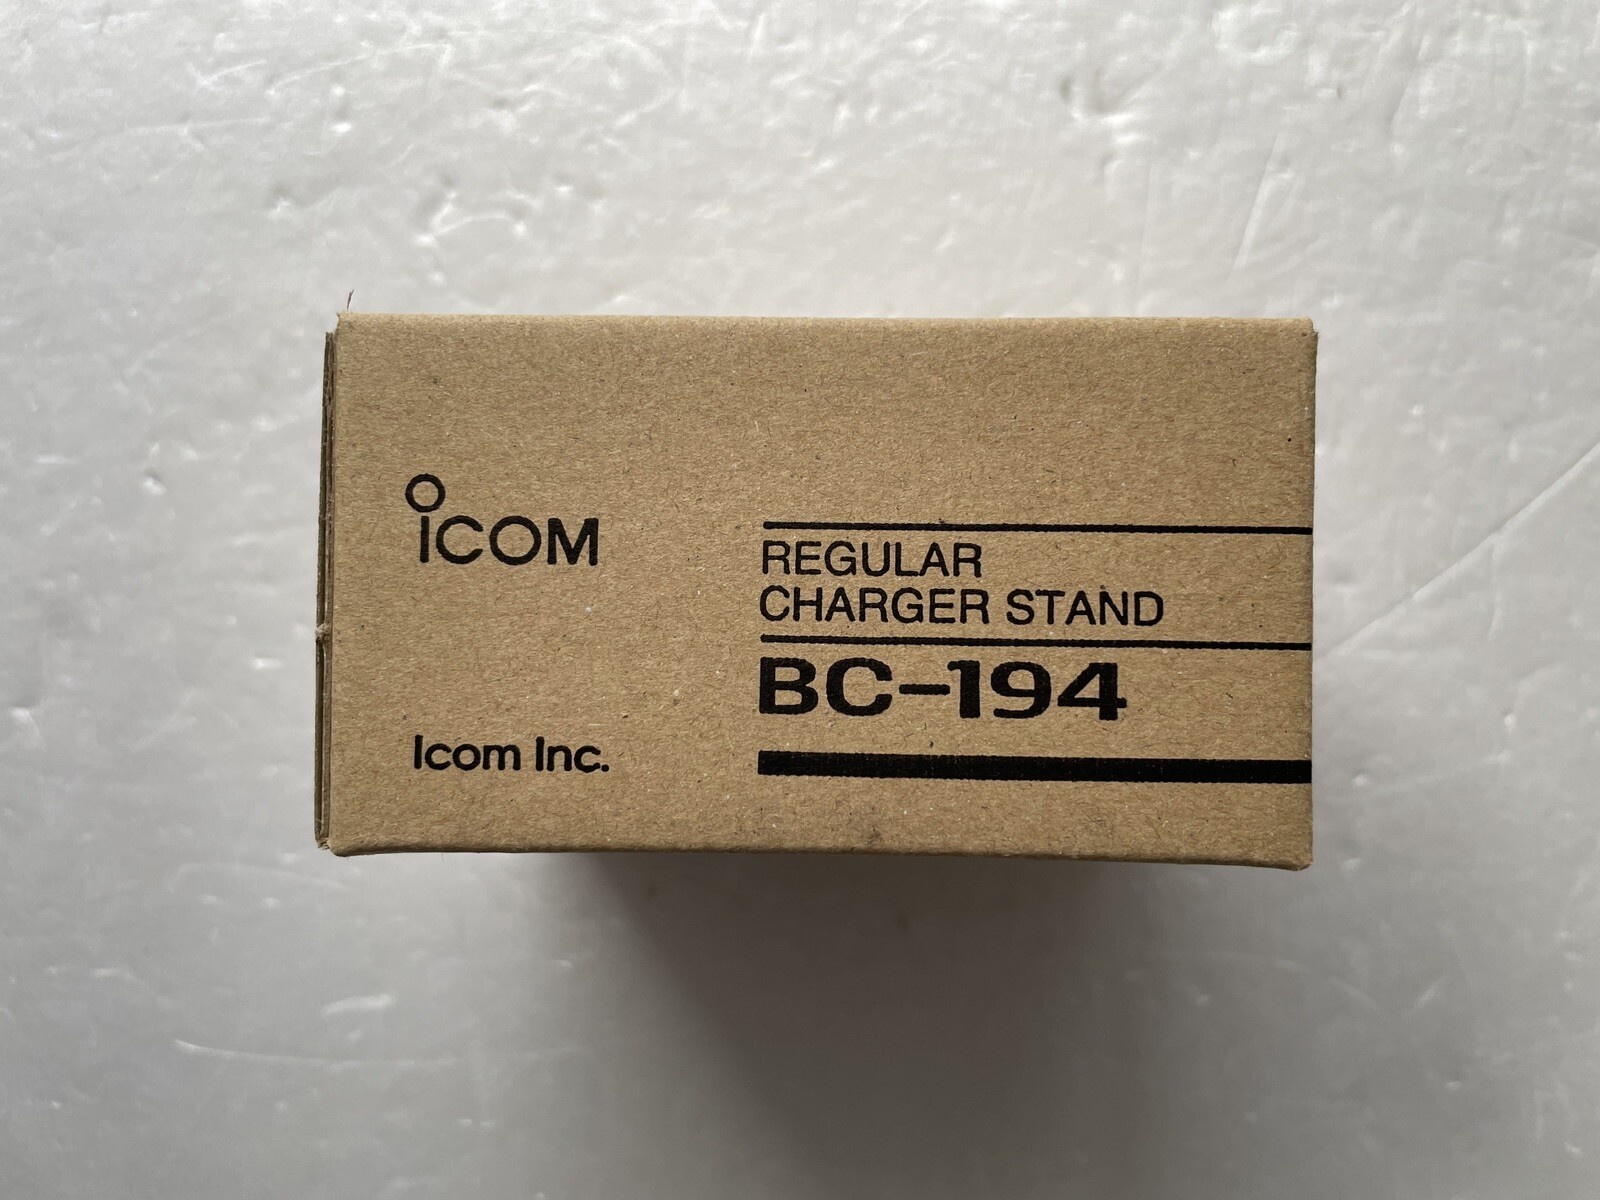 iCOM
REGULAR
CHARGER STAND
BC-194
Icom Inc.